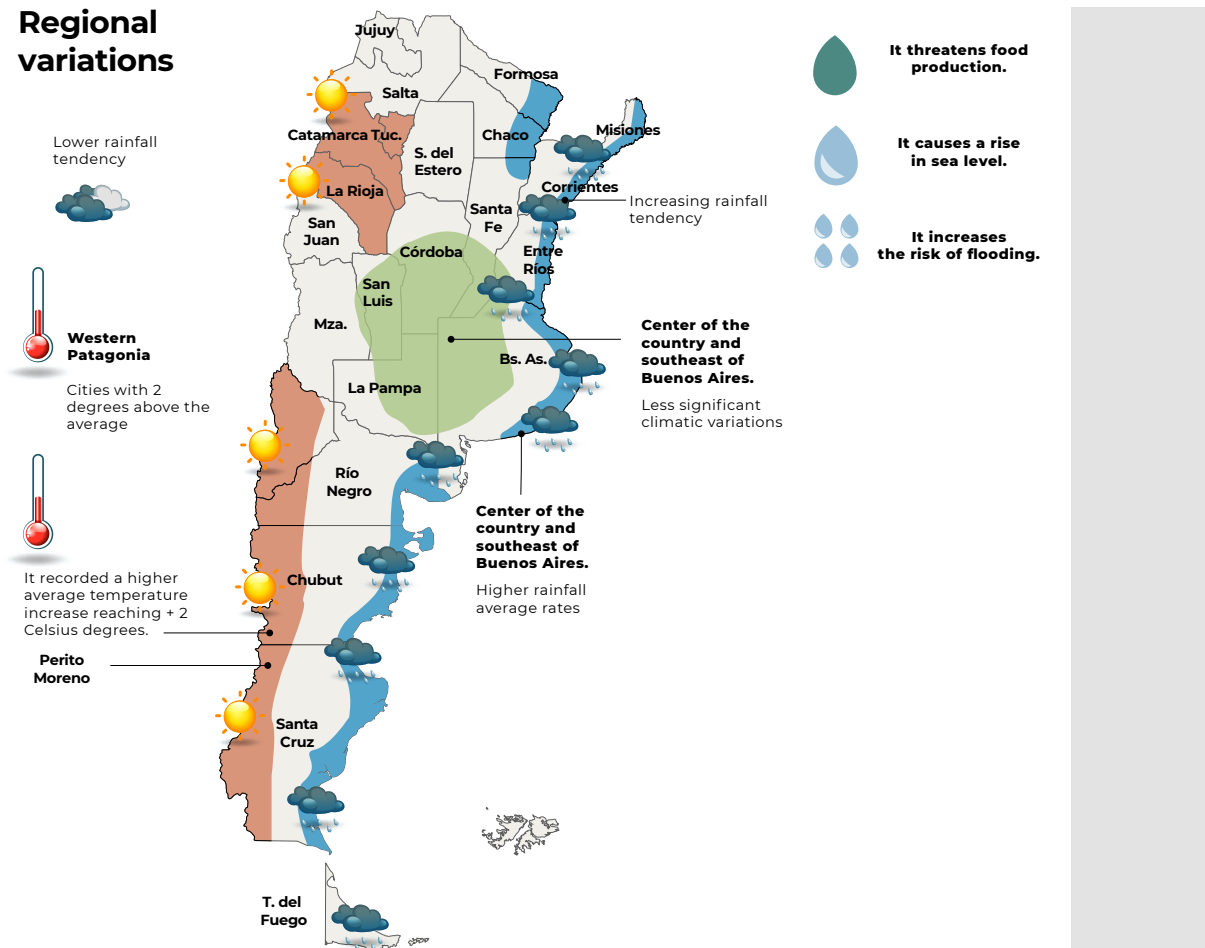 Regional
variations
Lower rainfall
tendency
Western
Patagonia
Cities with 2
degrees above the
average
It recorded a higher
average temperature
increase reaching + 2
Celsius degrees.
Perito
Moreno
Jujuy
Salta
Formosa
Catamarca Tuc.
Chaco
Misiones
S. del
Estero
La Rioja
Corrientes
Santa
Fe
San
Juan
Córdoba
Entre
Ríos
San
Luis
Mza.
Bs. As.
La Pampa
Río
Negro
Chubut
Santa
Cruz
T. del
Fuego
Increasing rainfall
tendency
Center of the
country and
southeast of
Buenos Aires.
Less significant
climatic variations
Center of the
country and
southeast of
Buenos Aires.
Higher rainfall
average rates
It threatens food
production.
It causes a rise
in sea level.
It increases
the risk of flooding.